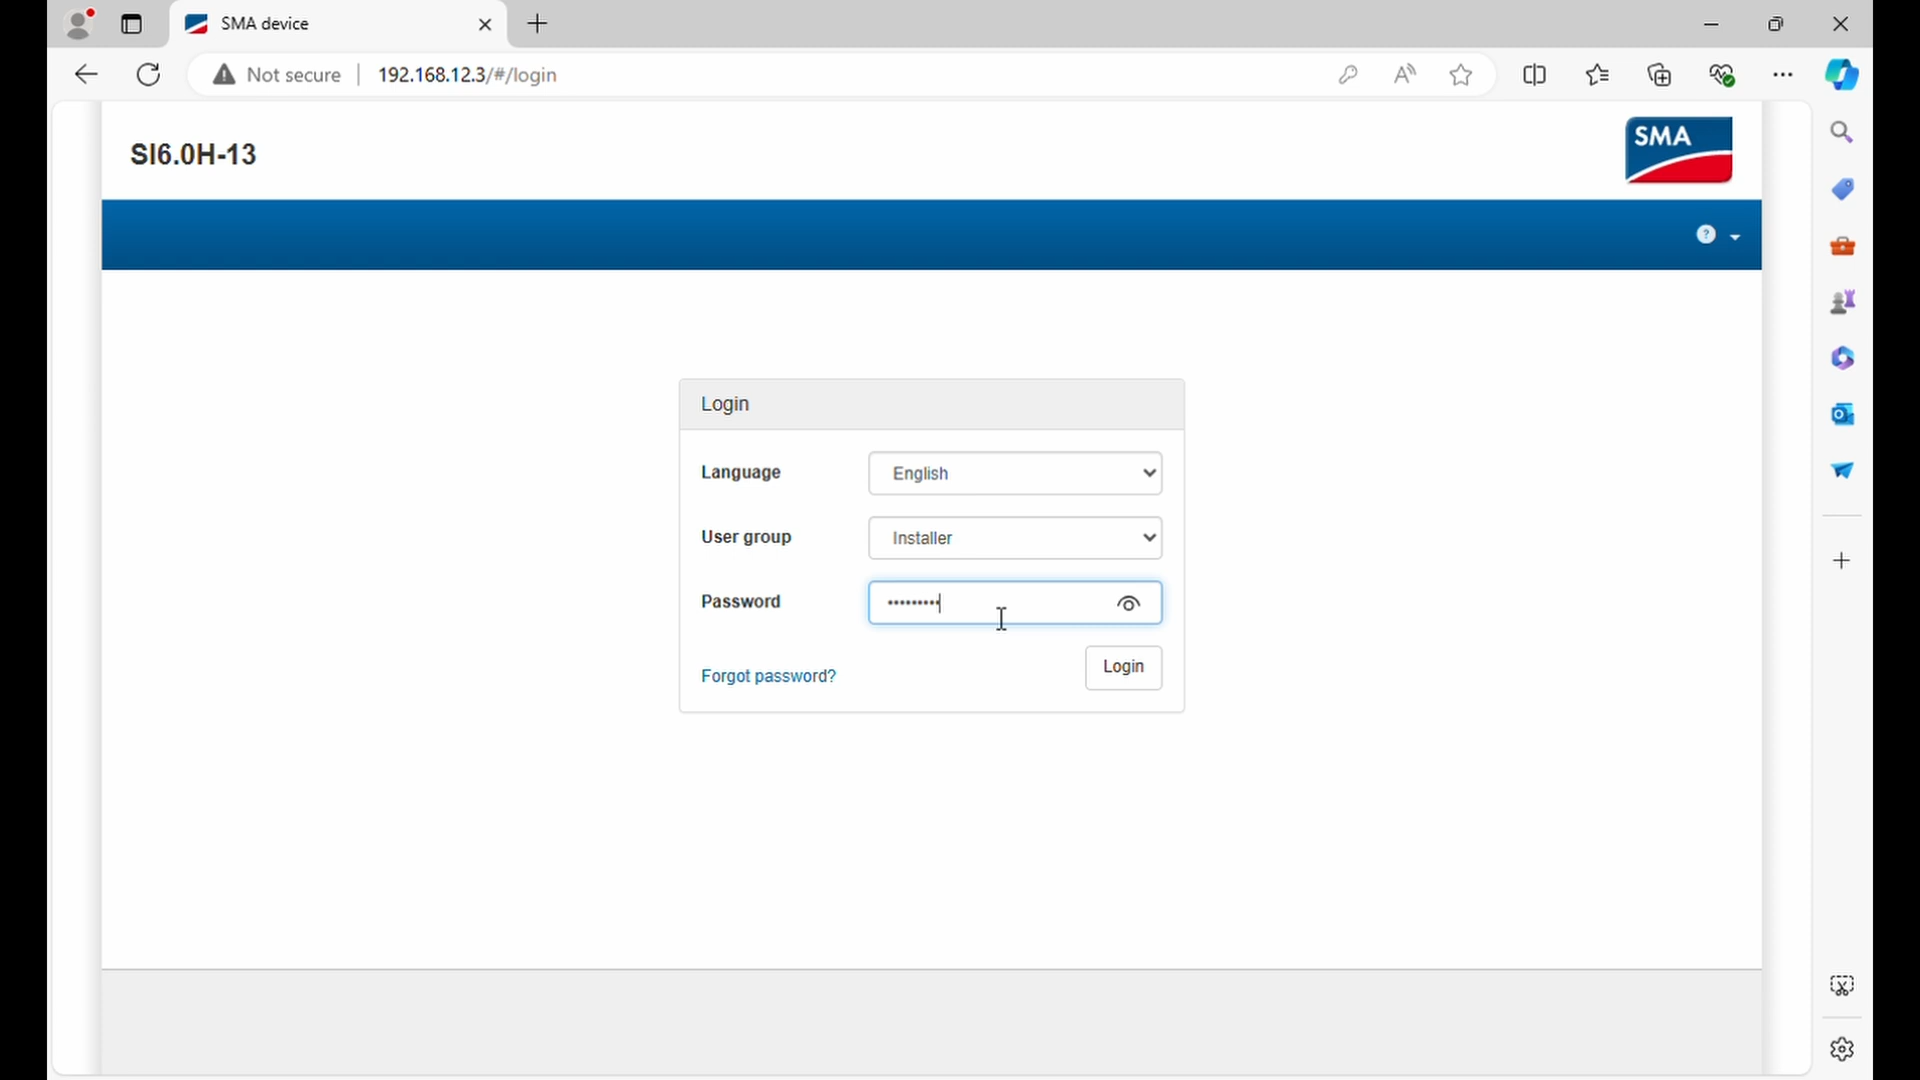 SMA device
Not secure
192.168.12.3/#/login
SI6.0H-13
SMA
Login
Language
English
User group
Installer
Password
•••••••••
Forgot password?
Login